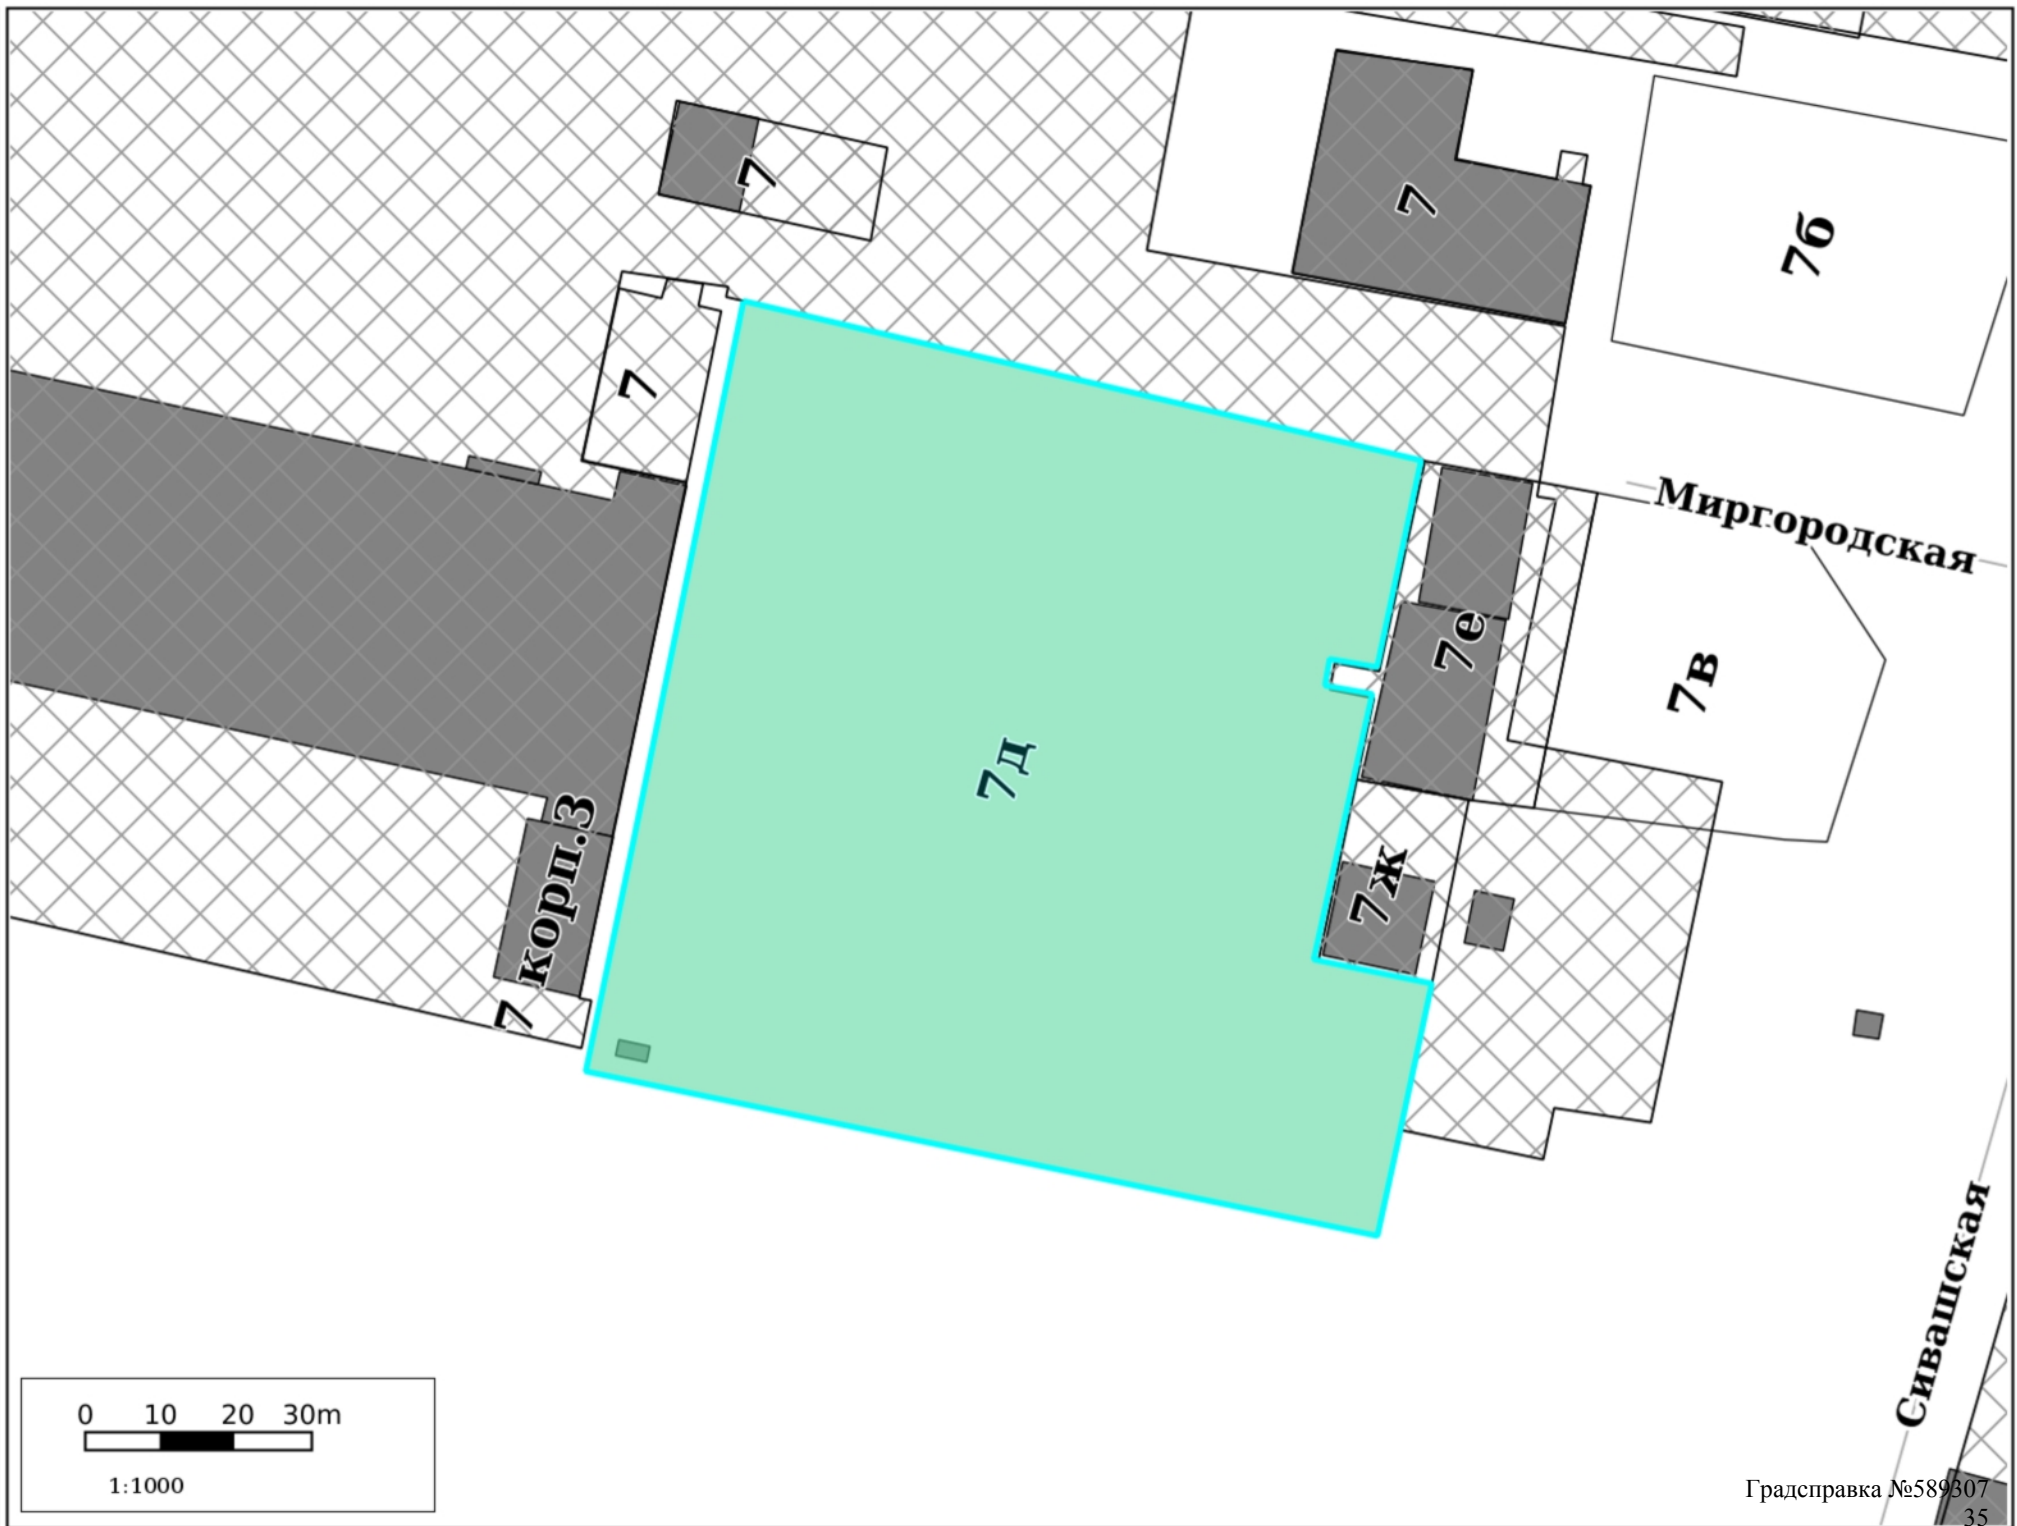 7
7
7б
7
Миргородская
7е
7в
7д
7ж
7 корп.3
Сивашская
0 10 20 30m
1:1000
Градсправка №589307
35